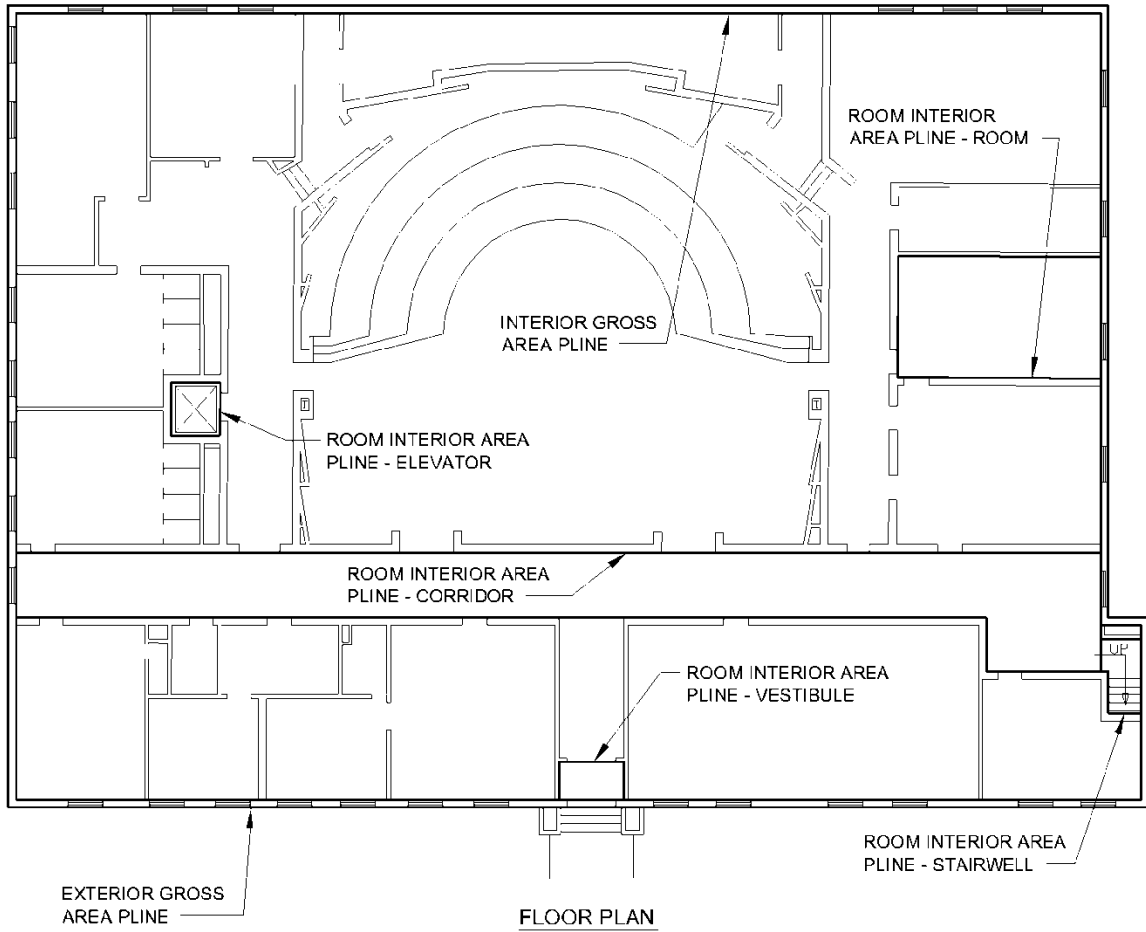 ROOM INTERIOR
AREA PLINE - ROOM
INTERIOR GROSS
AREA PLINE
ROOM INTERIOR AREA
PLINE - ELEVATOR
ROOM INTERIOR AREA
PLINE - CORRIDOR
UP
ROOM INTERIOR AREA
PLINE - VESTIBULE
ROOM INTERIOR AREA
PLINE - STAIRWELL
EXTERIOR GROSS
AREA PLINE
FLOOR PLAN